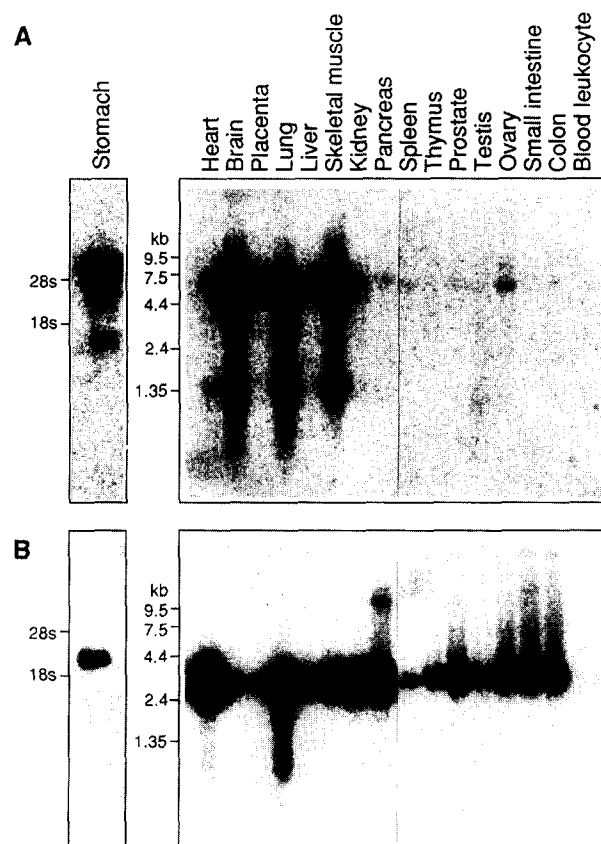 A
Stomach
Heart
Brain
Placenta
Lung
Liver
Skeletal muscle
Kidney
Pancreas
Spleen
Thymus
Prostate
Testis
Ovary
Small intestine
Colon
Blood leukocyte
kb
9.5
7.5
4.4
2.4
1.35
28s
18s
B
kb
9.5
7.5
4.4
2.4
1.35
28s
18s